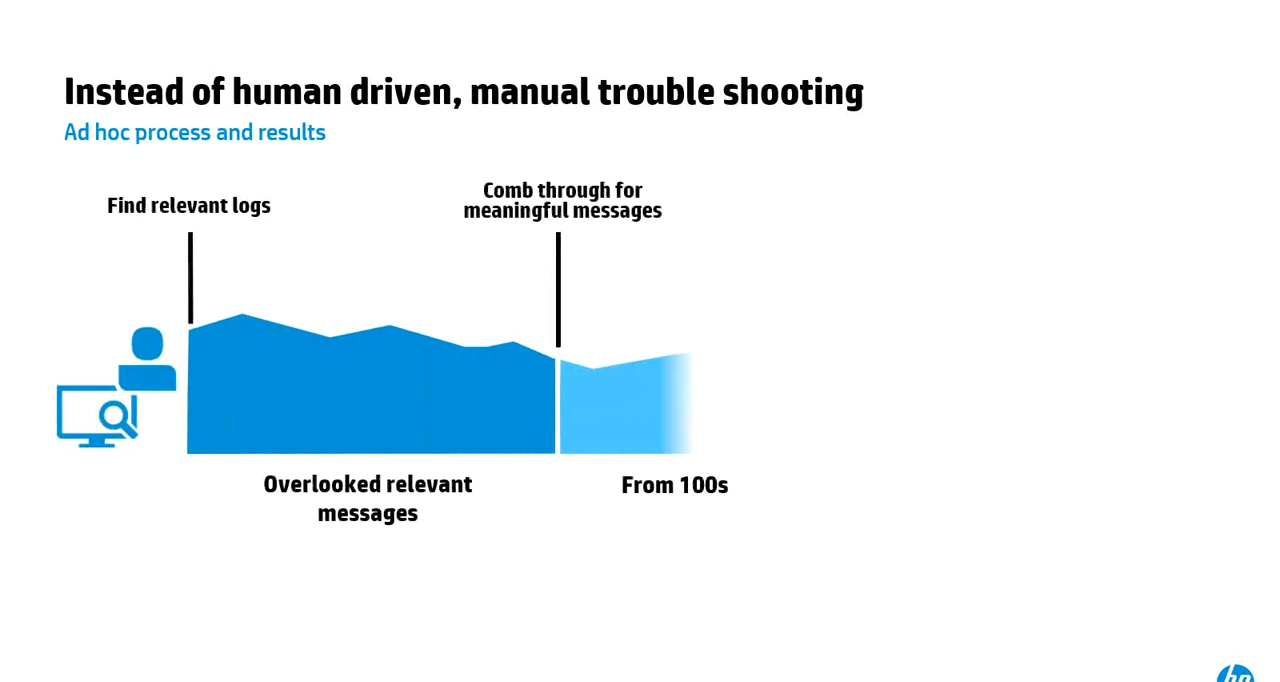 Instead of human driven, manual trouble shooting
Ad hoc process and results
Find relevant logs
Comb through for
meaningful messages
Overlooked relevant
messages
From 100s
hp